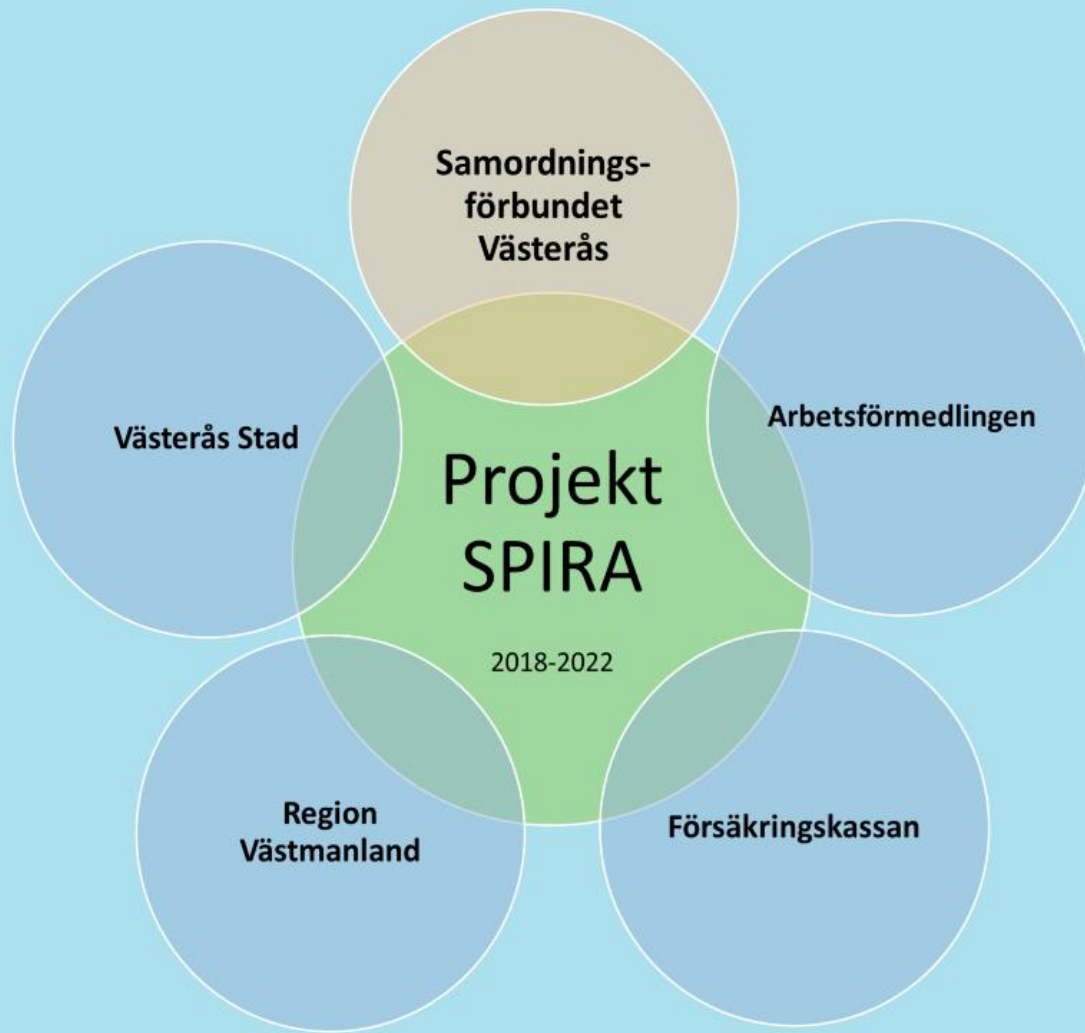 Samordnings-
förbundet
Västerås
Västerås Stad
Arbetsförmedlingen
Projekt
SPIRA
2018-2022
Region
Västmanland
Försäkringskassan